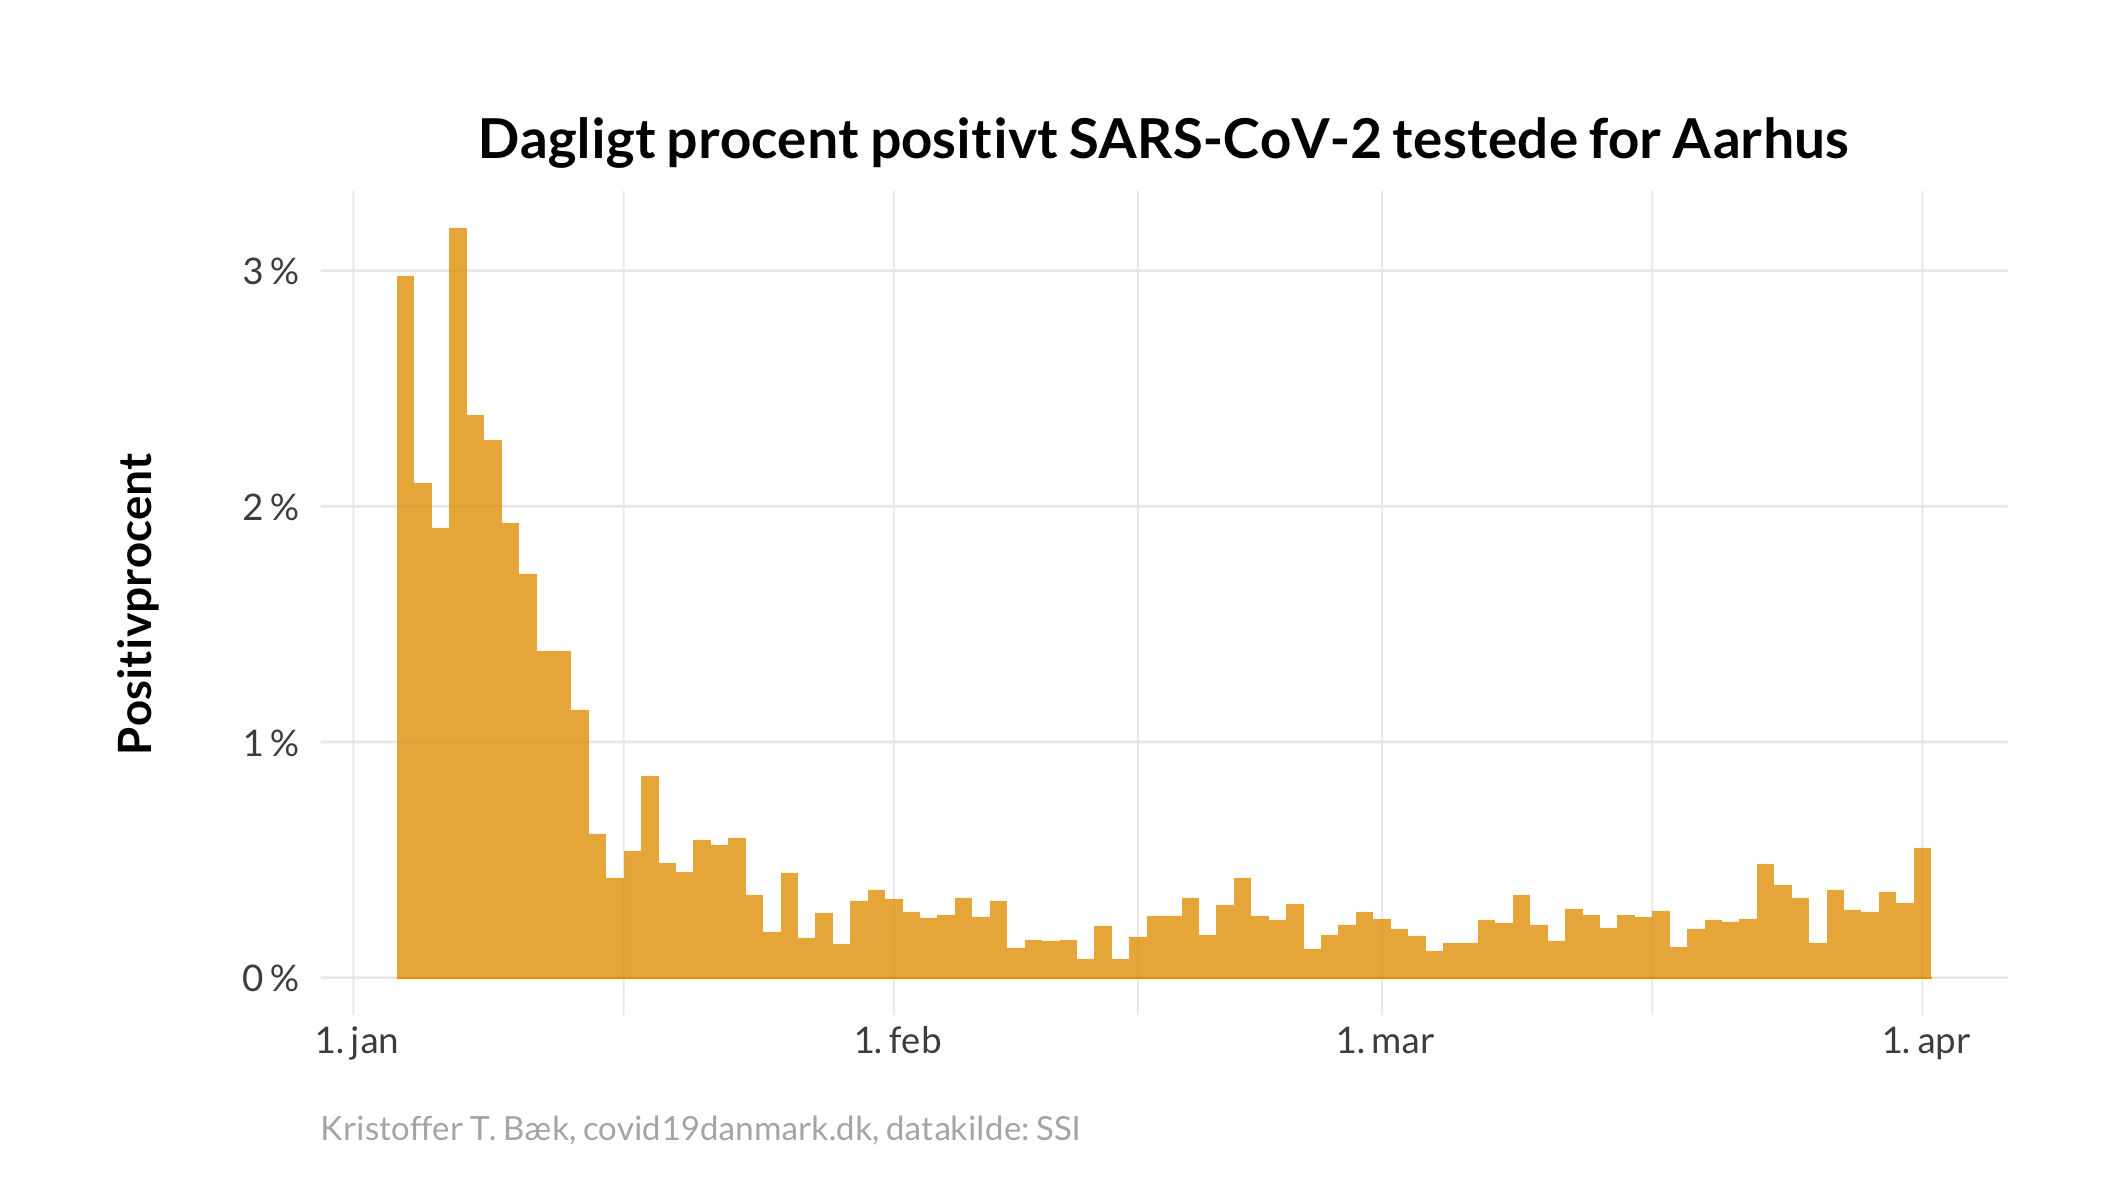 Dagligt procent positivt SARS-CoV-2 testede for Aarhus
Positivprocent
3 %
2 %
1 %
0 %
1. jan
1. feb
1. mar
1. apr
Kristoffer T. Bæk, covid19danmark.dk, datakilde: SSI